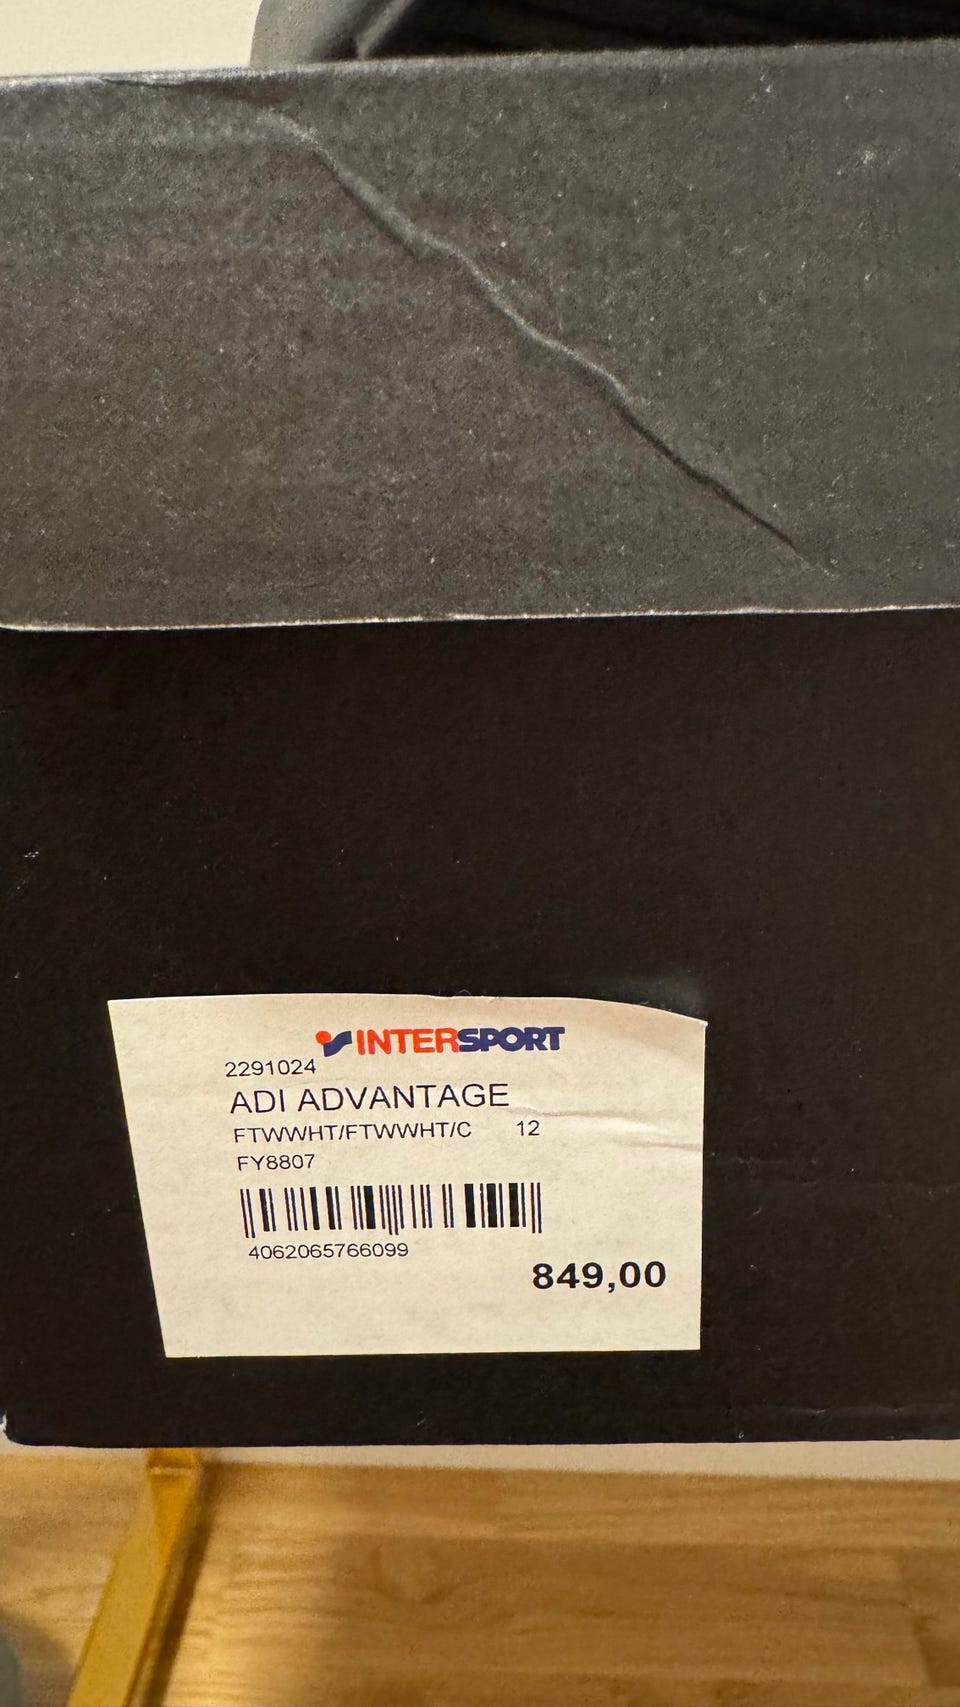 INTERSPORT
2291024
ADI ADVANTAGE
FTWWHT/FTWWHT/C 12
FY8807
4062065766099
849,00